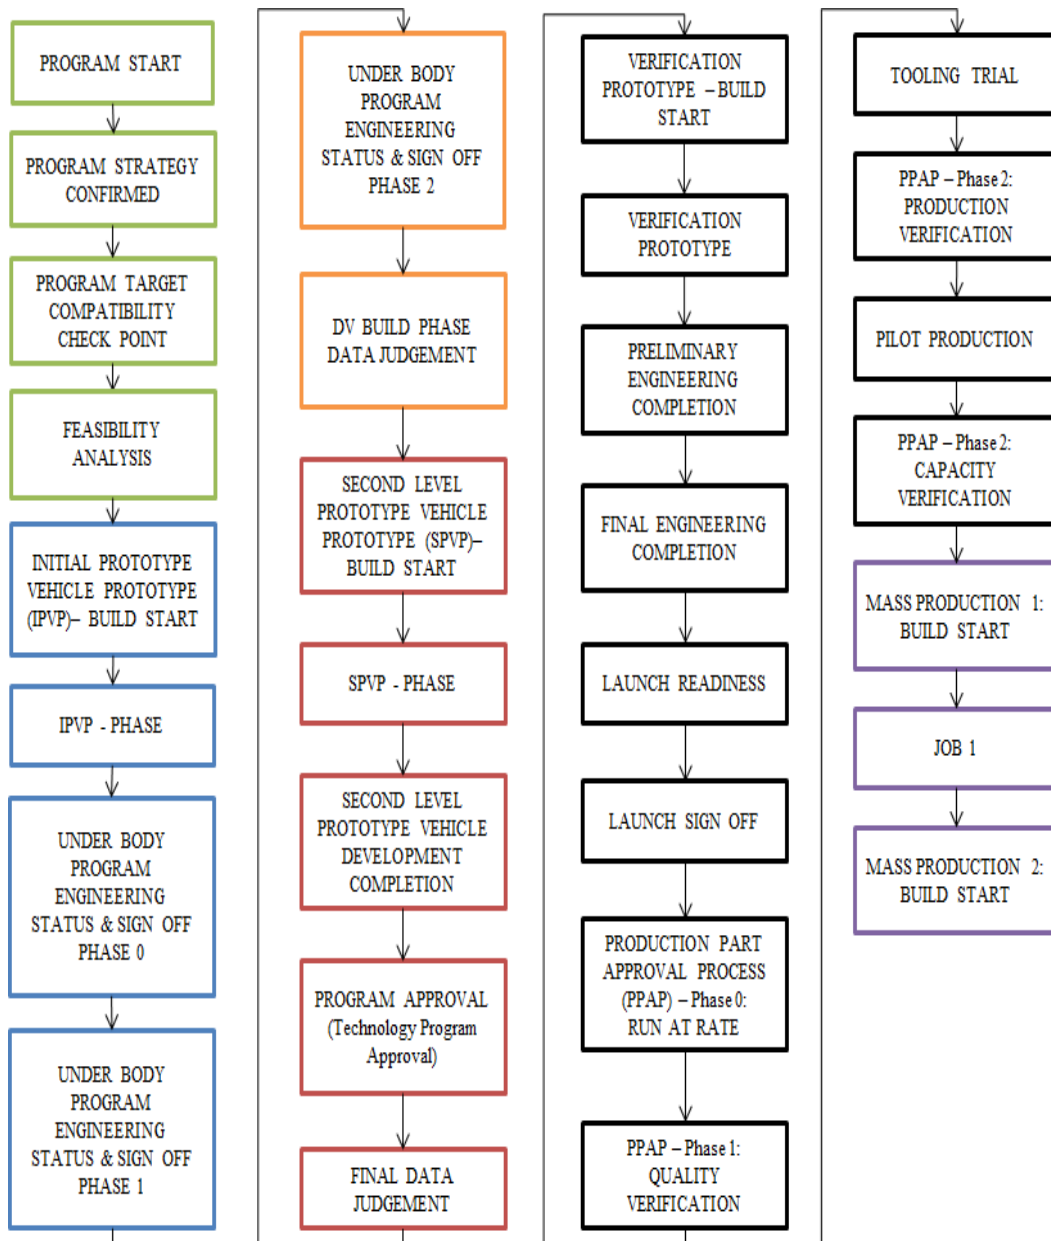 PROGRAM START
PROGRAM STRATEGY
CONFIRMED
PROGRAM TARGET
COMPATIBILITY
CHECK POINT
FEASIBILITY
ANALYSIS
INITIAL PROTOTYPE
VEHICLE PROTOTYPE
(IPVP)– BUILD START
IPVP - PHASE
UNDER BODY
PROGRAM
ENGINEERING
STATUS & SIGN OFF
PHASE 0
UNDER BODY
PROGRAM
ENGINEERING
STATUS & SIGN OFF
PHASE 1
UNDER BODY
PROGRAM
ENGINEERING
STATUS & SIGN OFF
PHASE 2
DV BUILD PHASE
DATA JUDGEMENT
SECOND LEVEL
PROTOTYPE VEHICLE
PROTOTYPE (SPVP)–
BUILD START
SPVP - PHASE
SECOND LEVEL
PROTOTYPE VEHICLE
DEVELOPMENT
COMPLETION
PROGRAM APPROVAL
(Technology Program
Approval)
FINAL DATA
JUDGEMENT
VERIFICATION
PROTOTYPE – BUILD
START
VERIFICATION
PROTOTYPE
PRELIMINARY
ENGINEERING
COMPLETION
FINAL ENGINEERING
COMPLETION
LAUNCH READINESS
LAUNCH SIGN OFF
PRODUCTION PART
APPROVAL PROCESS
(PPAP) – Phase 0:
RUN AT RATE
PPAP – Phase 1:
QUALITY
VERIFICATION
TOOLING TRIAL
PPAP – Phase 2:
PRODUCTION
VERIFICATION
PILOT PRODUCTION
PPAP – Phase 2:
CAPACITY
VERIFICATION
MASS PRODUCTION 1:
BUILD START
JOB 1
MASS PRODUCTION 2:
BUILD START